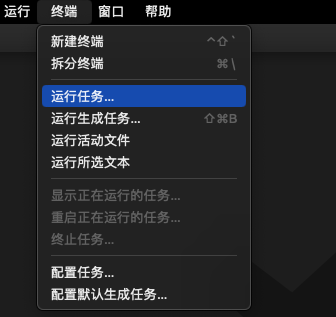 运行 终端 窗口 帮助
新建终端 ^⇧`
拆分终端 ⌘\
运行任务...
运行生成任务... ⇧⌘B
运行活动文件
运行所选文本
显示正在运行的任务...
重启正在运行的任务...
终止任务...
配置任务...
配置默认生成任务...